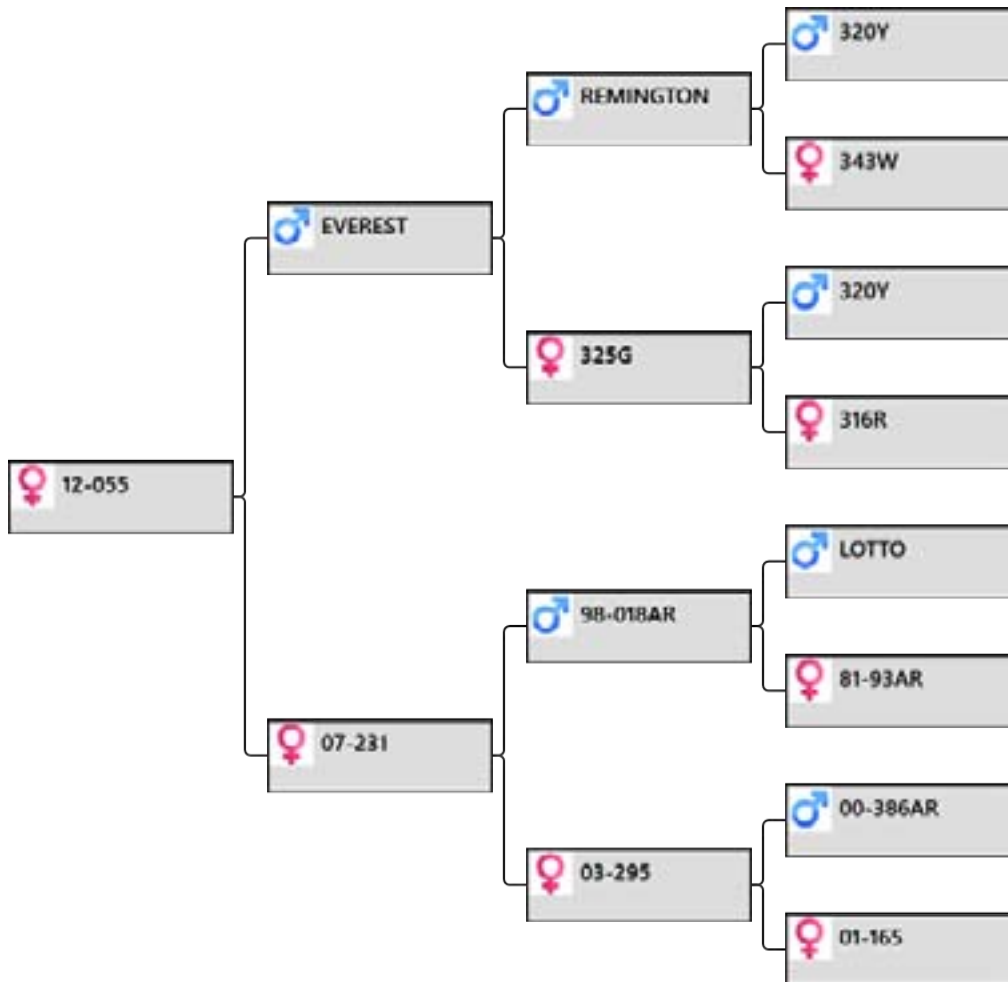 320Y
REMINGTON
343W
EVEREST
320Y
325G
316R
12-055
LOTTO
98-018AR
81-93AR
07-231
00-386AR
03-295
01-165